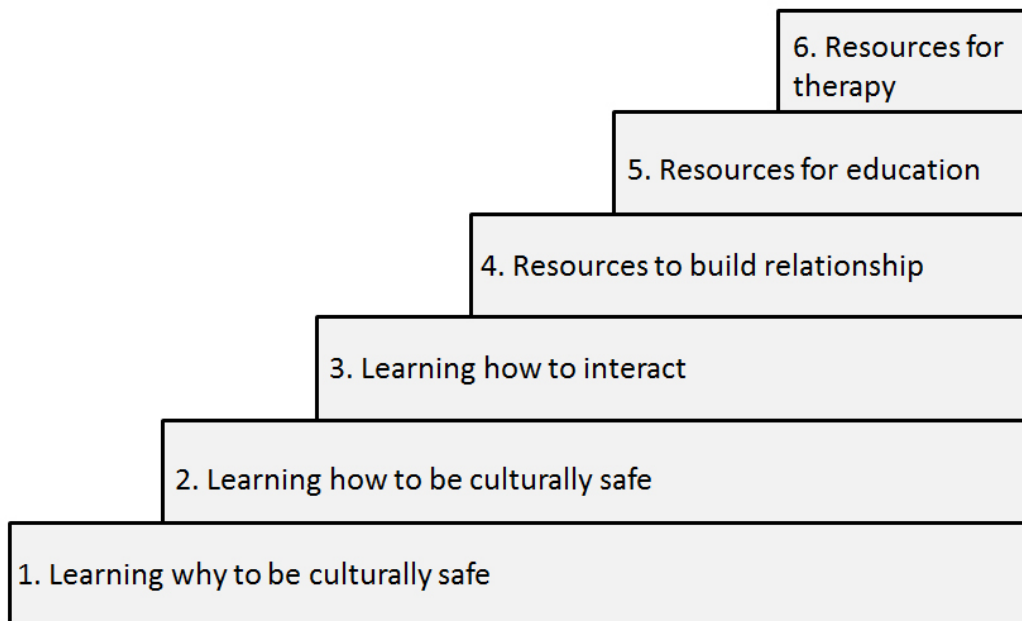 6. Resources for
therapy
5. Resources for education
4. Resources to build relationship
3. Learning how to interact
2. Learning how to be culturally safe
1. Learning why to be culturally safe